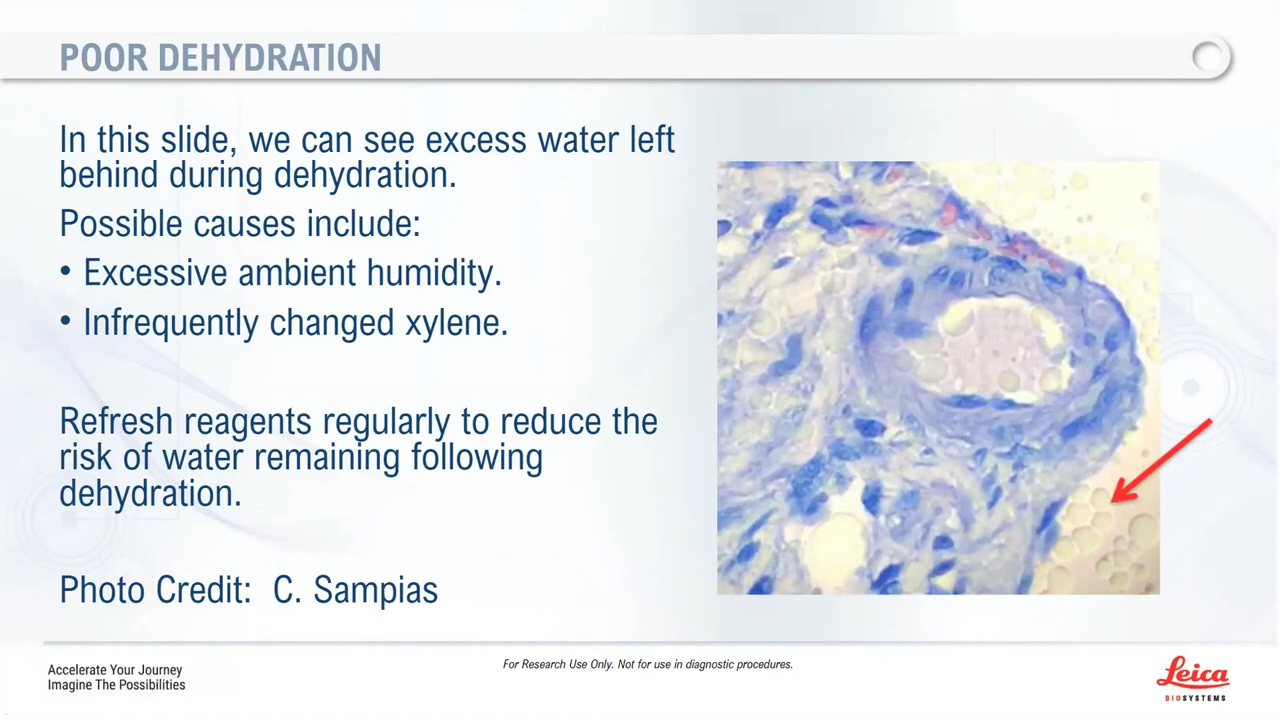 POOR DEHYDRATION
In this slide, we can see excess water left
behind during dehydration.
Possible causes include:
• Excessive ambient humidity.
• Infrequently changed xylene.
Refresh reagents regularly to reduce the
risk of water remaining following
dehydration.
Photo Credit: C. Sampias
Accelerate Your Journey
Imagine The Possibilities
For Research Use Only. Not for use in diagnostic procedures.
Leica
BIOSYSTEMS